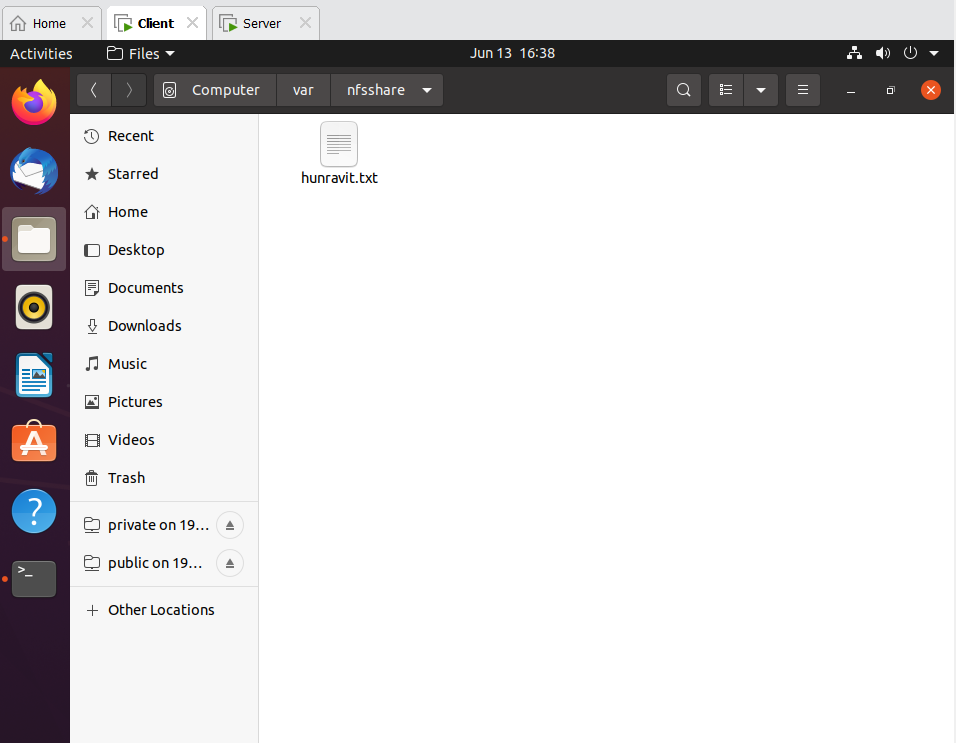 Home
Client
Server
Activities
Files
Jun 13 16:38
Computer
var
nfsshare
Recent
Starred
Home
Desktop
Documents
Downloads
Music
Pictures
Videos
Trash
private on 19...
public on 19...
+ Other Locations
hunravit.txt
A
?
>_